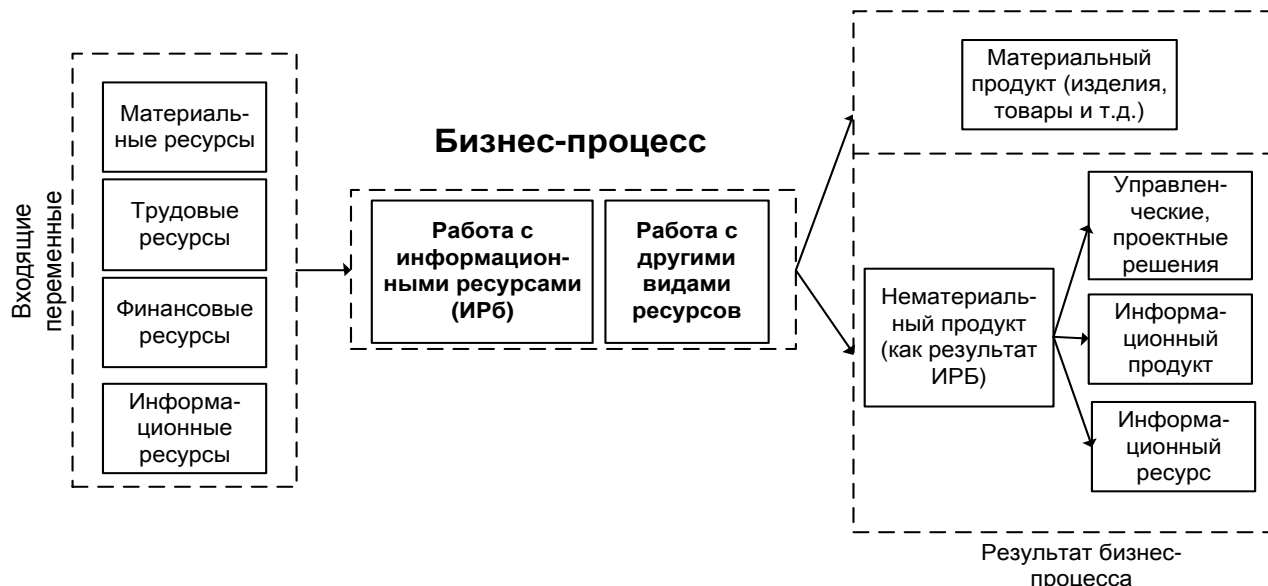 Входящие
переменные
Материаль-
ные ресурсы
Трудовые
ресурсы
Финансовые
ресурсы
Информа-
ционные
ресурсы
Бизнес-процесс
Работа с
информацион-
ными ресурсами
(ИРб)
Работа с
другими
видами
ресурсов
Материальный
продукт (изделия,
товары и т.д.)
Нематериаль-
ный продукт
(как результат
ИРБ)
Управлен-
ческие,
проектные
решения
Информа-
ционный
продукт
Информа-
ционный
ресурс
Результат бизнес-
процесса